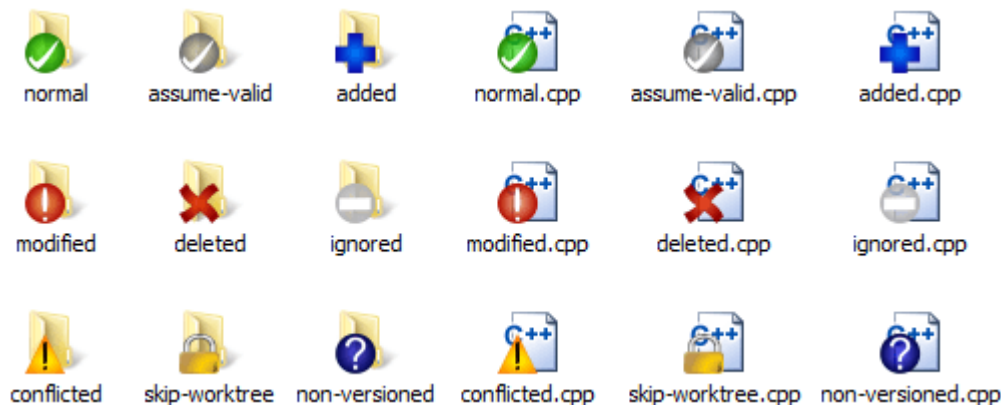 C++ C++ C++
normal assume-valid added normal.cpp assume-valid.cpp added.cpp
C++ C++ C++
modified deleted ignored modified.cpp deleted.cpp ignored.cpp
C++ C++ C++
conflicted skip-worktree non-versioned conflicted.cpp skip-worktree.cpp non-versioned.cpp